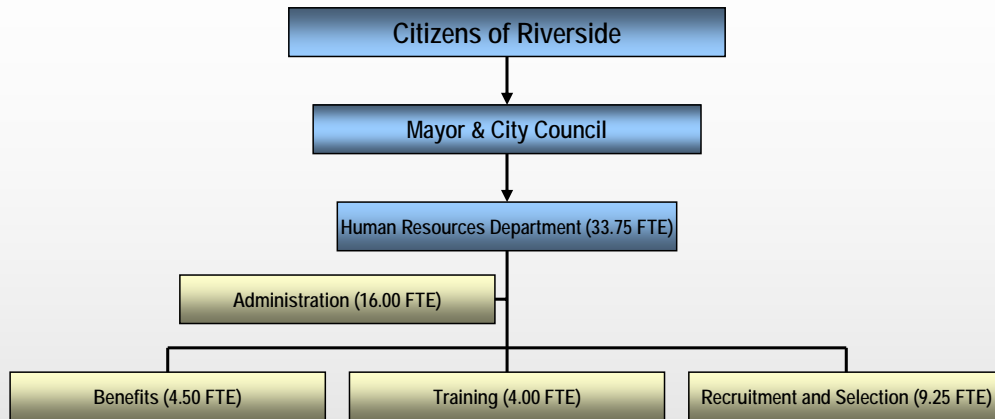 Citizens of Riverside
Mayor & City Council
Human Resources Department (33.75 FTE)
Administration (16.00 FTE)
Benefits (4.50 FTE)
Training (4.00 FTE)
Recruitment and Selection (9.25 FTE)